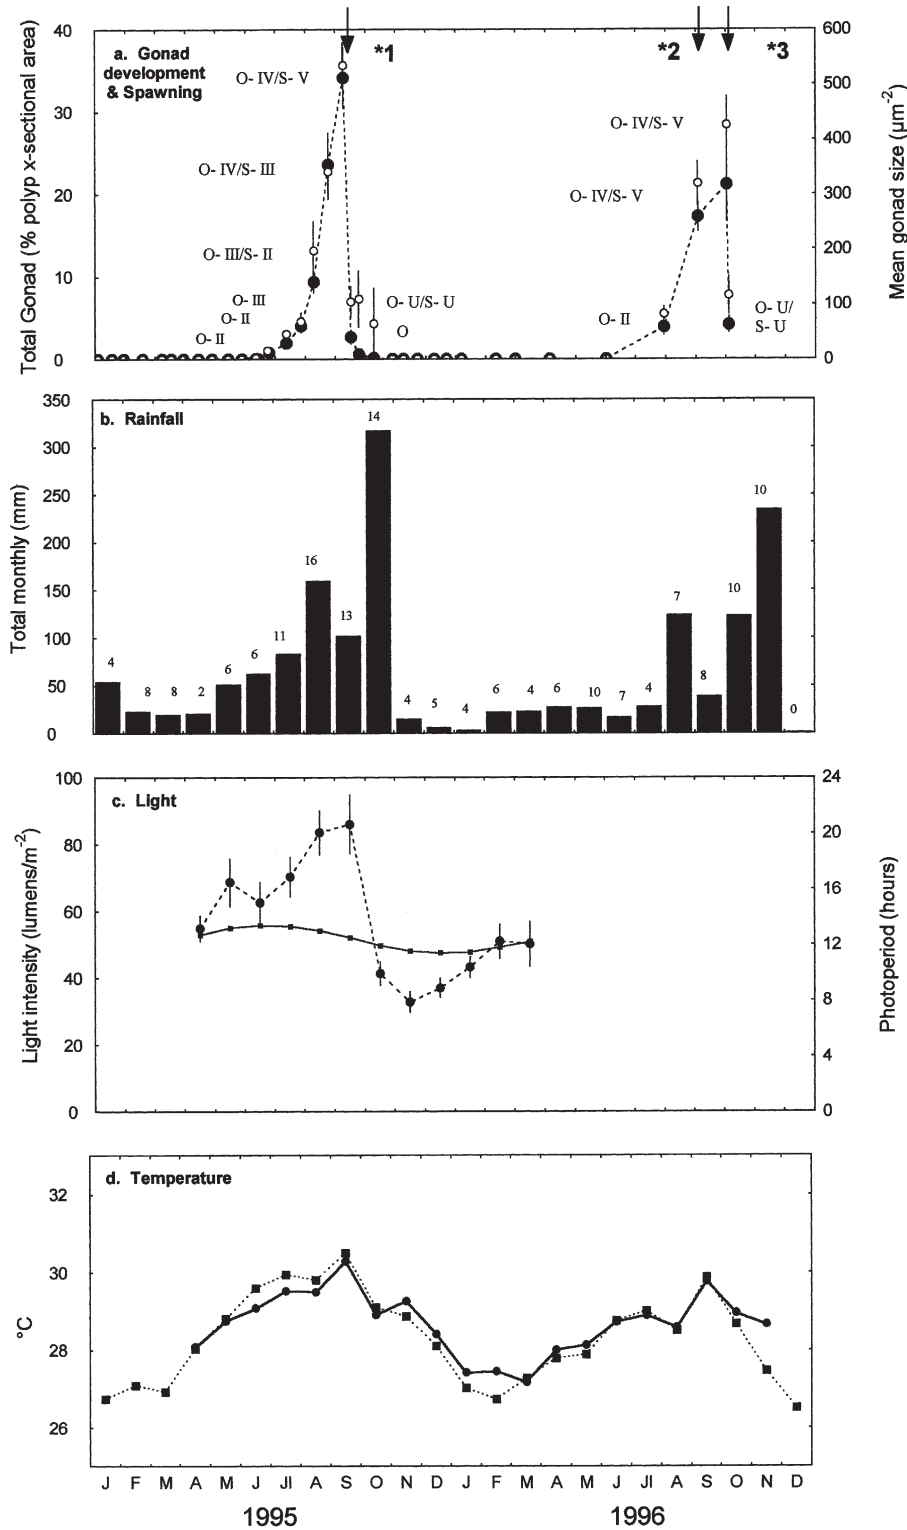 *1
*2
*3
a. Gonad
development
& Spawning
40
30
20
10
0
Total Gonad (% polyp x-sectional area)
600
500
400
300
200
100
0
Mean gonad size (µm-2)
O- IV/S- V
O- IV/S- III
O- III/S- II
O- III
O- II
O- II
O- U/S- U
O
O- IV/S- V
O- IV/S- V
O- II
O- U/
S- U
b. Rainfall
Total monthly (mm)
350
300
250
200
150
100
50
0
4 8 8 2 6 6 11 16 13 14 4 5 4 6 4 6 10 7 4 7 8 10 10 0
c. Light
Light intensity (lumens/m-2)
100
80
60
40
20
0
24
20
16
12
8
4
0
Photoperiod (hours)
d. Temperature
°C
32
30
28
26
J F M A M J Jl A S O N D J F M A M J Jl A S O N D
1995 1996